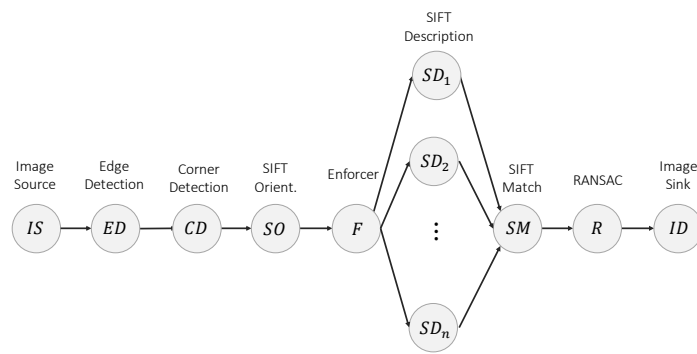 SIFT
Description
SD₁
Image
Source
Edge
Detection
Corner
Detection
SIFT
Orient.
Enforcer
SD₂
SIFT
Match
RANSAC
Image
Sink
IS
ED
CD
SO
F
⋮
SM
R
ID
SDₙ